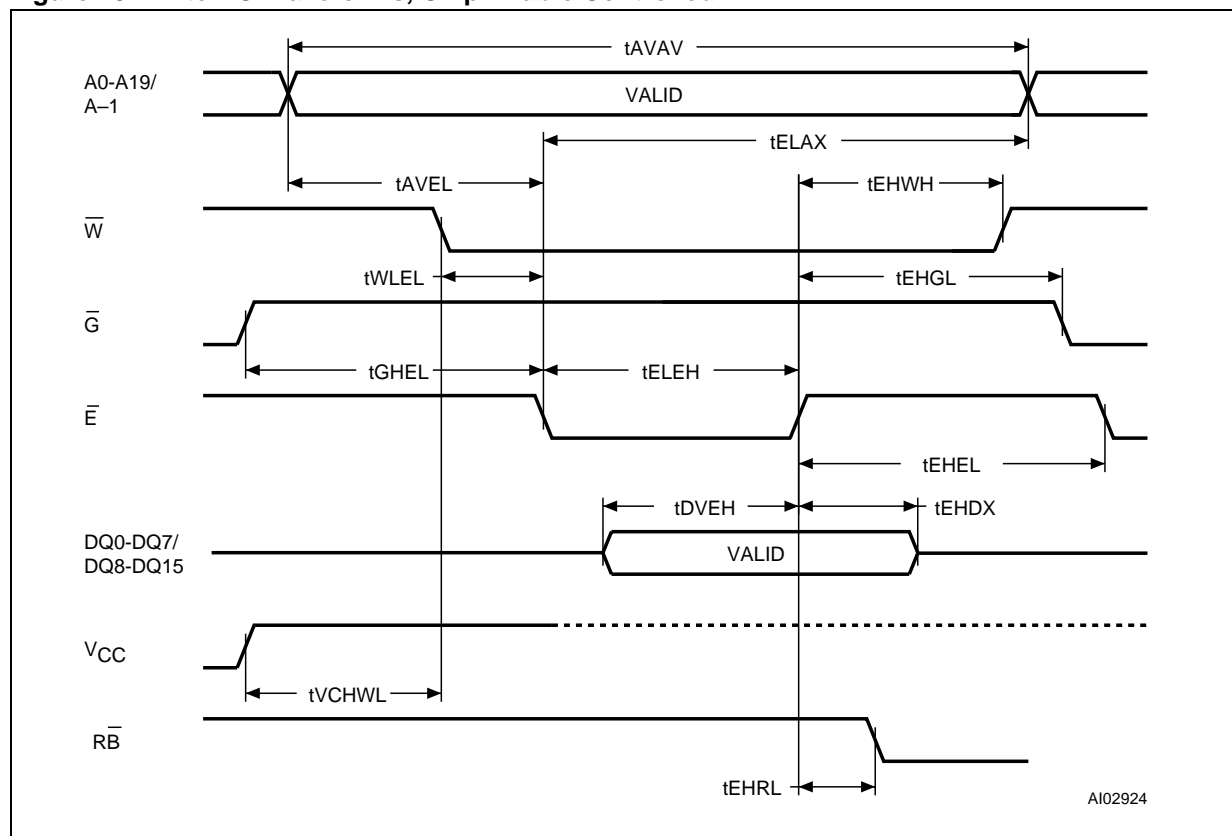 tAVAV
A0-A19/
A–1
VALID
tELAX
tAVEL
tEHWH
W̅
tWLEL
tEHGL
G̅
tGHEL
tELEH
E̅
tEHEL
tDVEH
tEHDX
DQ0-DQ7/
DQ8-DQ15
VALID
VCC
tVCHWL
RB̅
tEHRL
AI02924